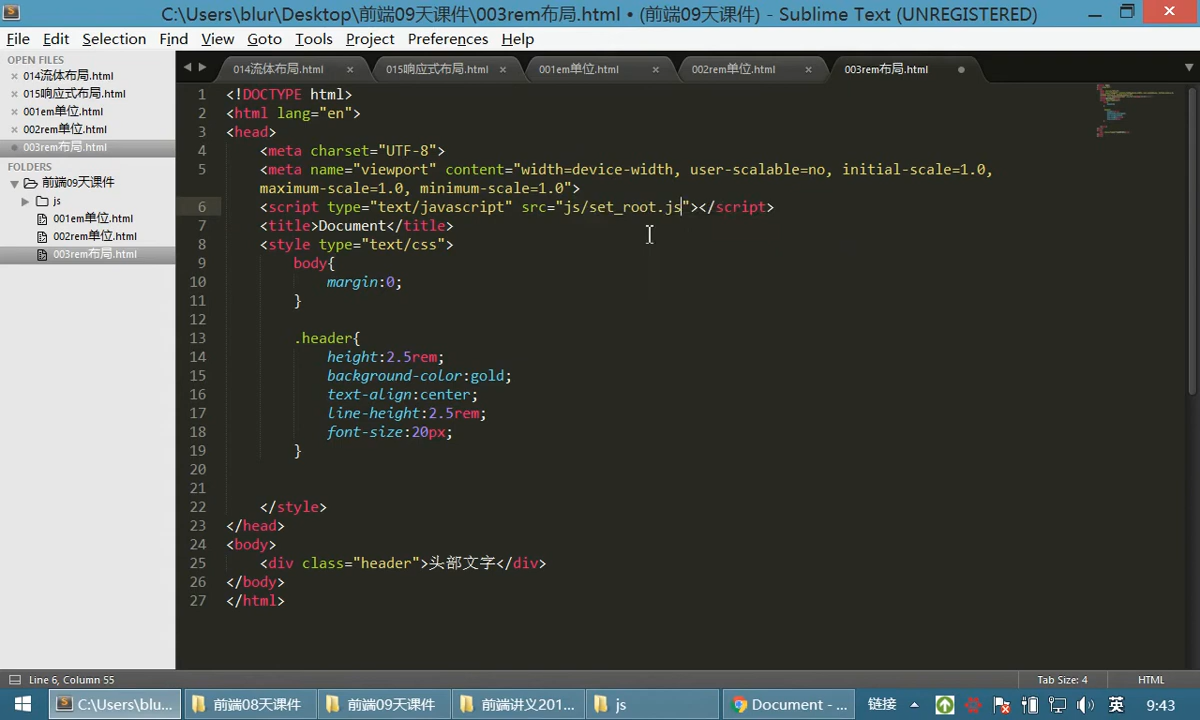 C:\Users\blur\Desktop\前端09天课件\003rem布局.html • (前端09天课件) - Sublime Text (UNREGISTERED)
File Edit Selection Find View Goto Tools Project Preferences Help
OPEN FILES
014流体布局.html
015响应式布局.html
001em单位.html
002rem单位.html
003rem布局.html
FOLDERS
前端09天课件
js
001em单位.html
002rem单位.html
003rem布局.html
014流体布局.html 015响应式布局.html 001em单位.html 002rem单位.html 003rem布局.html
1 <!DOCTYPE html>
2 <html lang="en">
3 <head>
4 <meta charset="UTF-8">
5 <meta name="viewport" content="width=device-width, user-scalable=no, initial-scale=1.0,
maximum-scale=1.0, minimum-scale=1.0">
6 <script type="text/javascript" src="js/set_root.js"></script>
7 <title>Document</title>
8 <style type="text/css">
9 body{
10 margin:0;
11 }
12
13 .header{
14 height:2.5rem;
15 background-color:gold;
16 text-align:center;
17 line-height:2.5rem;
18 font-size:20px;
19 }
20
21
22 </style>
23 </head>
24 <body>
25 <div class="header">头部文字</div>
26 </body>
27 </html>
Line 6, Column 55 Tab Size: 4 HTML
C:\Users\blu... 前端08天课件 前端09天课件 前端讲义201... js Document - ... 链接 英 9:43